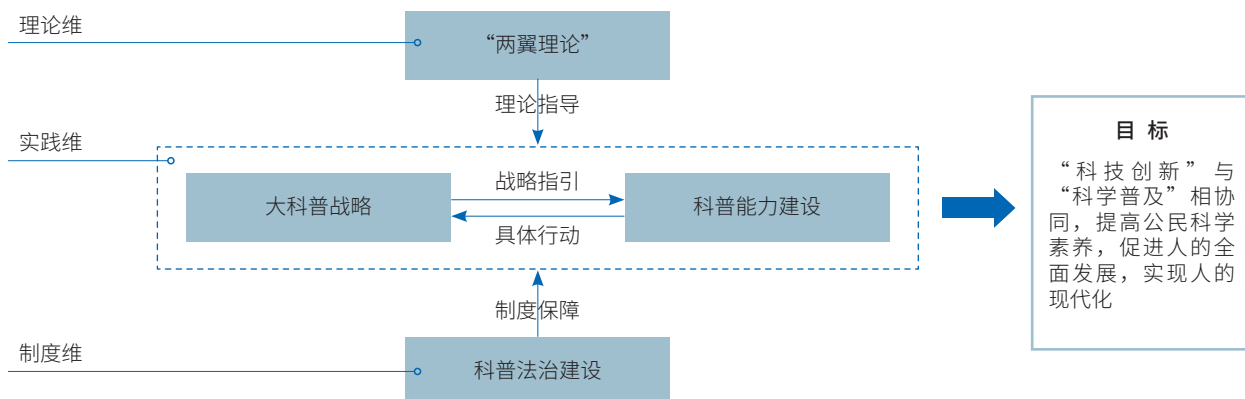 理论维
“两翼理论”
理论指导
实践维
大科普战略
战略指引
具体行动
科普能力建设
制度保障
制度维
科普法治建设
目 标
“科技创新”与
“科学普及”相协
同，提高公民科学
素养，促进人的全
面发展，实现人的
现代化